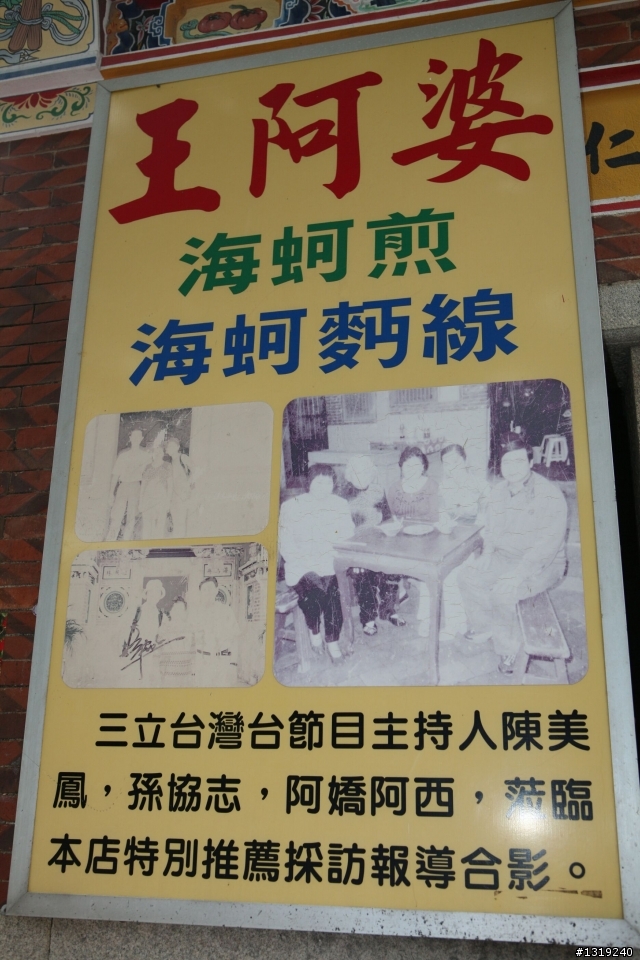 王阿婆
海蚵煎
海蚵麪線
三立台灣台節目主持人陳美
鳳，孫協志，阿嬌阿西，蒞臨
本店特別推薦採訪報導合影。
仁
#1319240